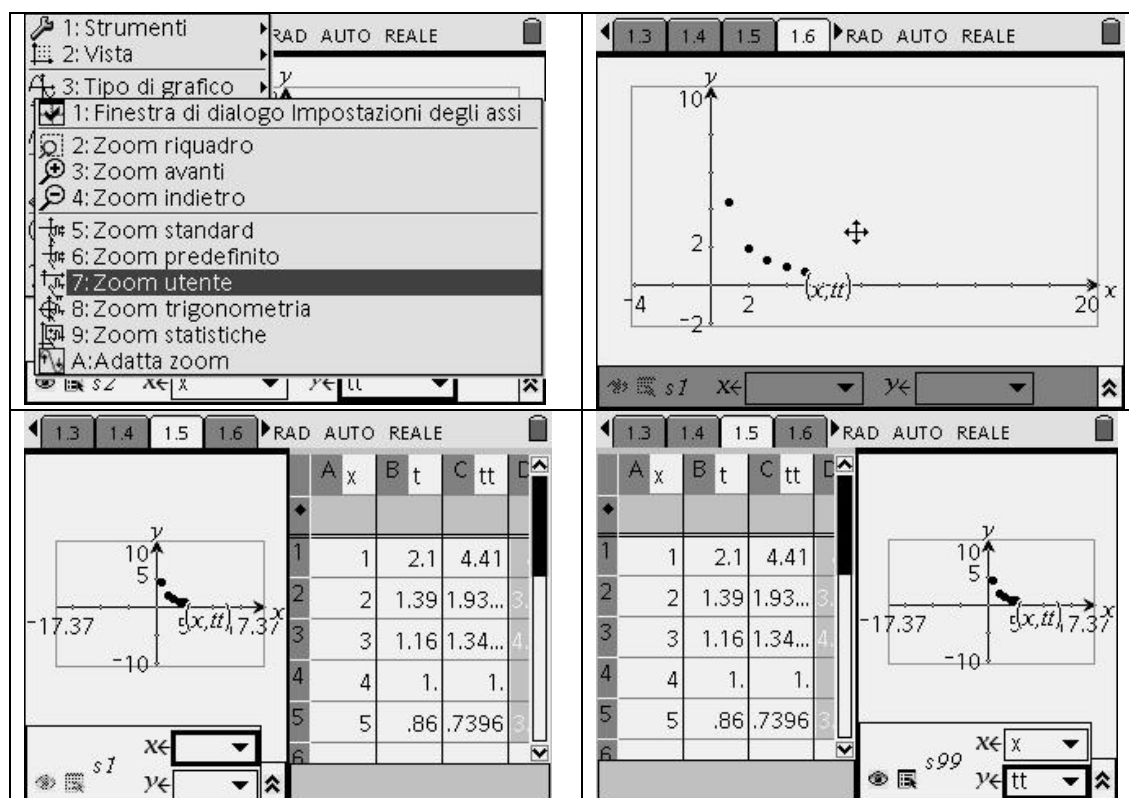 1: Strumenti
2: Vista
3: Tipo di grafico
RAD AUTO REALE
y
1: Finestra di dialogo Impostazioni degli assi
2: Zoom riquadro
3: Zoom avanti
4: Zoom indietro
5: Zoom standard
6: Zoom predefinito
7: Zoom utente
8: Zoom trigonometria
9: Zoom statistiche
A: Adatta zoom
s2 x← x y← tt
1.3 1.4 1.5 1.6 RAD AUTO REALE
y
10
2
(x,tt)
-4 2 20 x
-2
s1 x← y←
1.3 1.4 1.5 1.6 RAD AUTO REALE
y
10
5
-17.37 5 (x,tt) 17.37 x
-10
x←
s1
y←
A x B t C tt D
1 1 2.1 4.41
2 2 1.39 1.93... 3.
3 3 1.16 1.34... 4.
4 4 1. 1.
5 5 .86 .7396 3.
6
1.3 1.4 1.5 1.6 RAD AUTO REALE
A x B t C tt D
1 1 2.1 4.41
2 2 1.39 1.93... 3.
3 3 1.16 1.34... 4.
4 4 1. 1.
5 5 .86 .7396 3.
6
y
10
5
-17.37 5 (x,tt) 17.37 x
-10
x← x
s99
y← tt